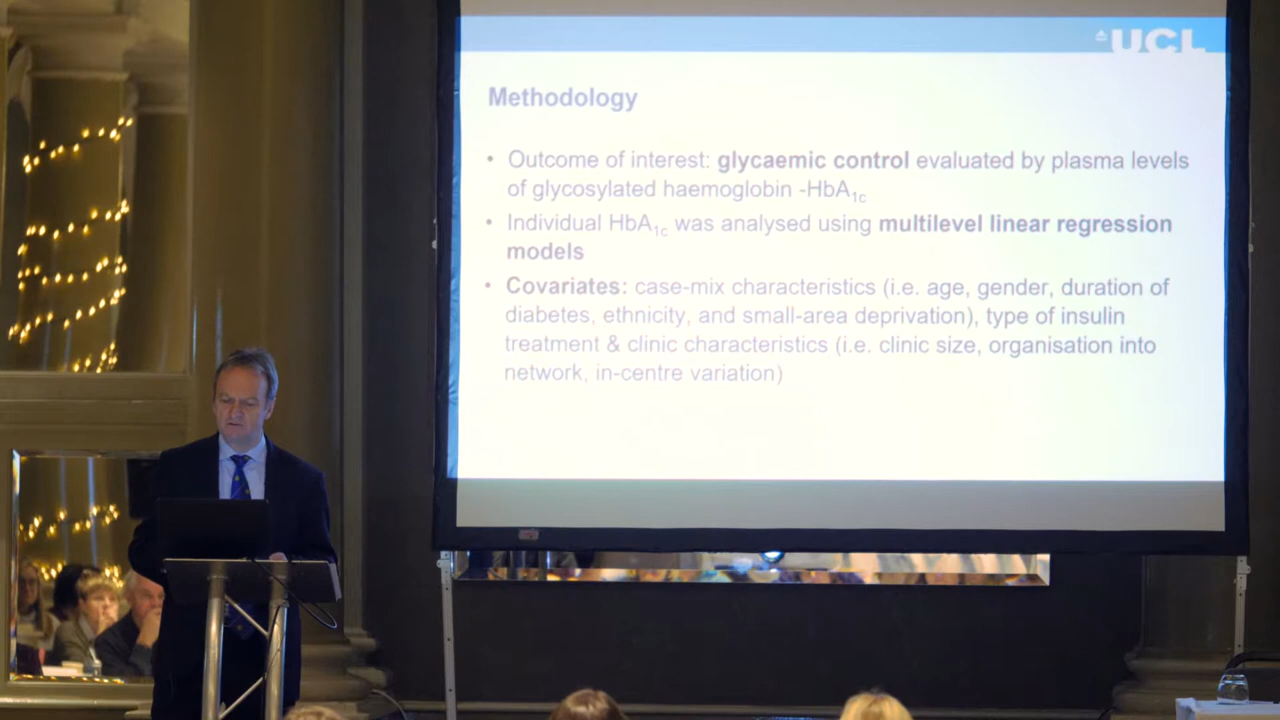 UCL
Methodology
• Outcome of interest: glycaemic control evaluated by plasma levels
of glycosylated haemoglobin -HbA1c
• Individual HbA1c was analysed using multilevel linear regression
models
• Covariates: case-mix characteristics (i.e. age, gender, duration of
diabetes, ethnicity, and small-area deprivation), type of insulin
treatment & clinic characteristics (i.e. clinic size, organisation into
network, in-centre variation)